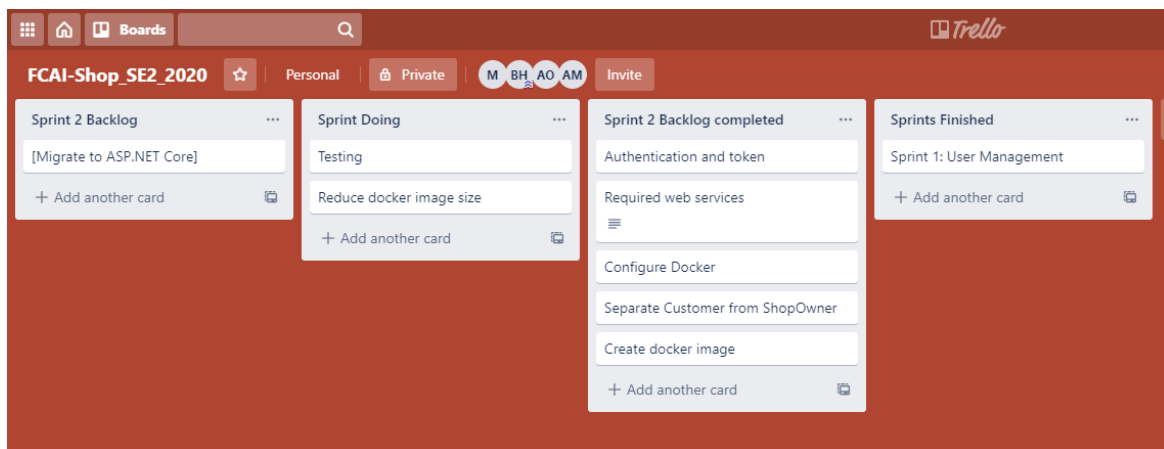 Boards
Trello
FCAI-Shop_SE2_2020
Personal
Private
M BH AO AM
Invite
Sprint 2 Backlog
[Migrate to ASP.NET Core]
+ Add another card
Sprint Doing
Testing
Reduce docker image size
+ Add another card
Sprint 2 Backlog completed
Authentication and token
Required web services
Configure Docker
Separate Customer from ShopOwner
Create docker image
+ Add another card
Sprints Finished
Sprint 1: User Management
+ Add another card